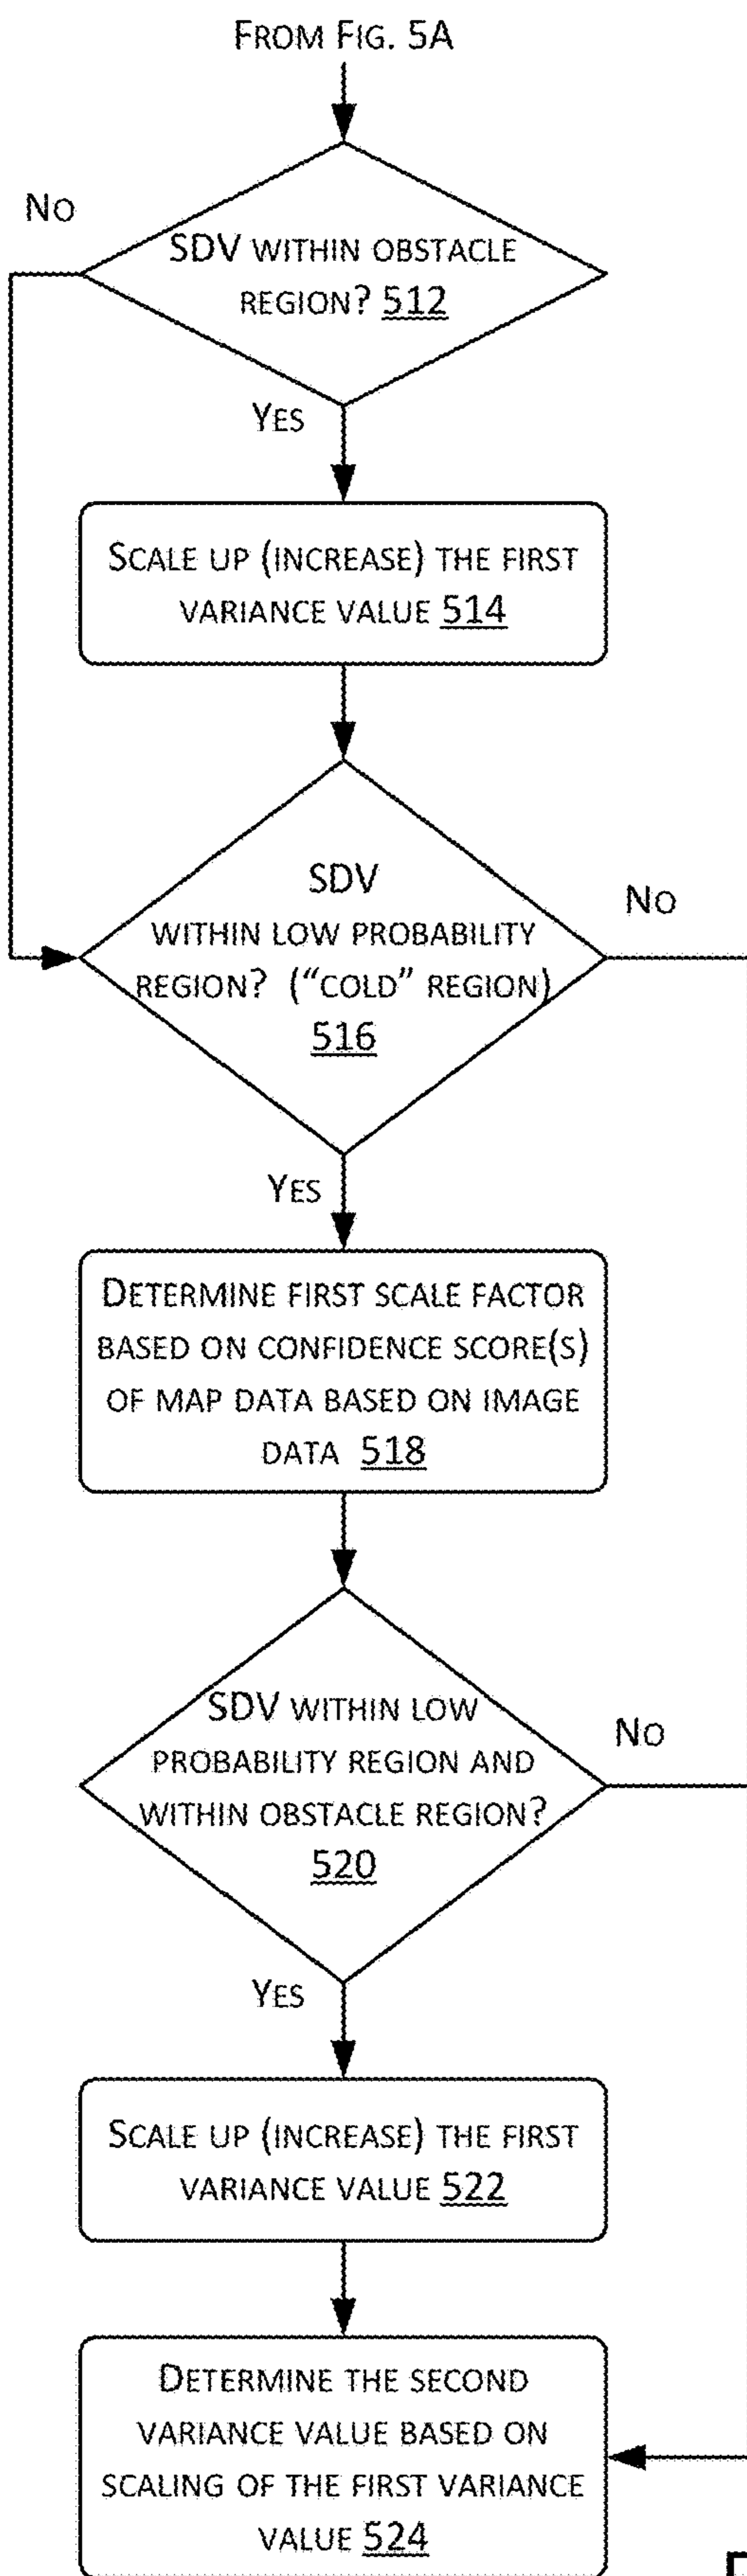 FROM FIG. 5A
NO
SDV WITHIN OBSTACLE
REGION? 512
YES
SCALE UP (INCREASE) THE FIRST
VARIANCE VALUE 514
SDV
WITHIN LOW PROBABILITY
REGION? ("COLD" REGION)
516
NO
YES
DETERMINE FIRST SCALE FACTOR
BASED ON CONFIDENCE SCORE(S)
OF MAP DATA BASED ON IMAGE
DATA 518
SDV WITHIN LOW
PROBABILITY REGION AND
WITHIN OBSTACLE REGION?
520
NO
YES
SCALE UP (INCREASE) THE FIRST
VARIANCE VALUE 522
DETERMINE THE SECOND
VARIANCE VALUE BASED ON
SCALING OF THE FIRST VARIANCE
VALUE 524